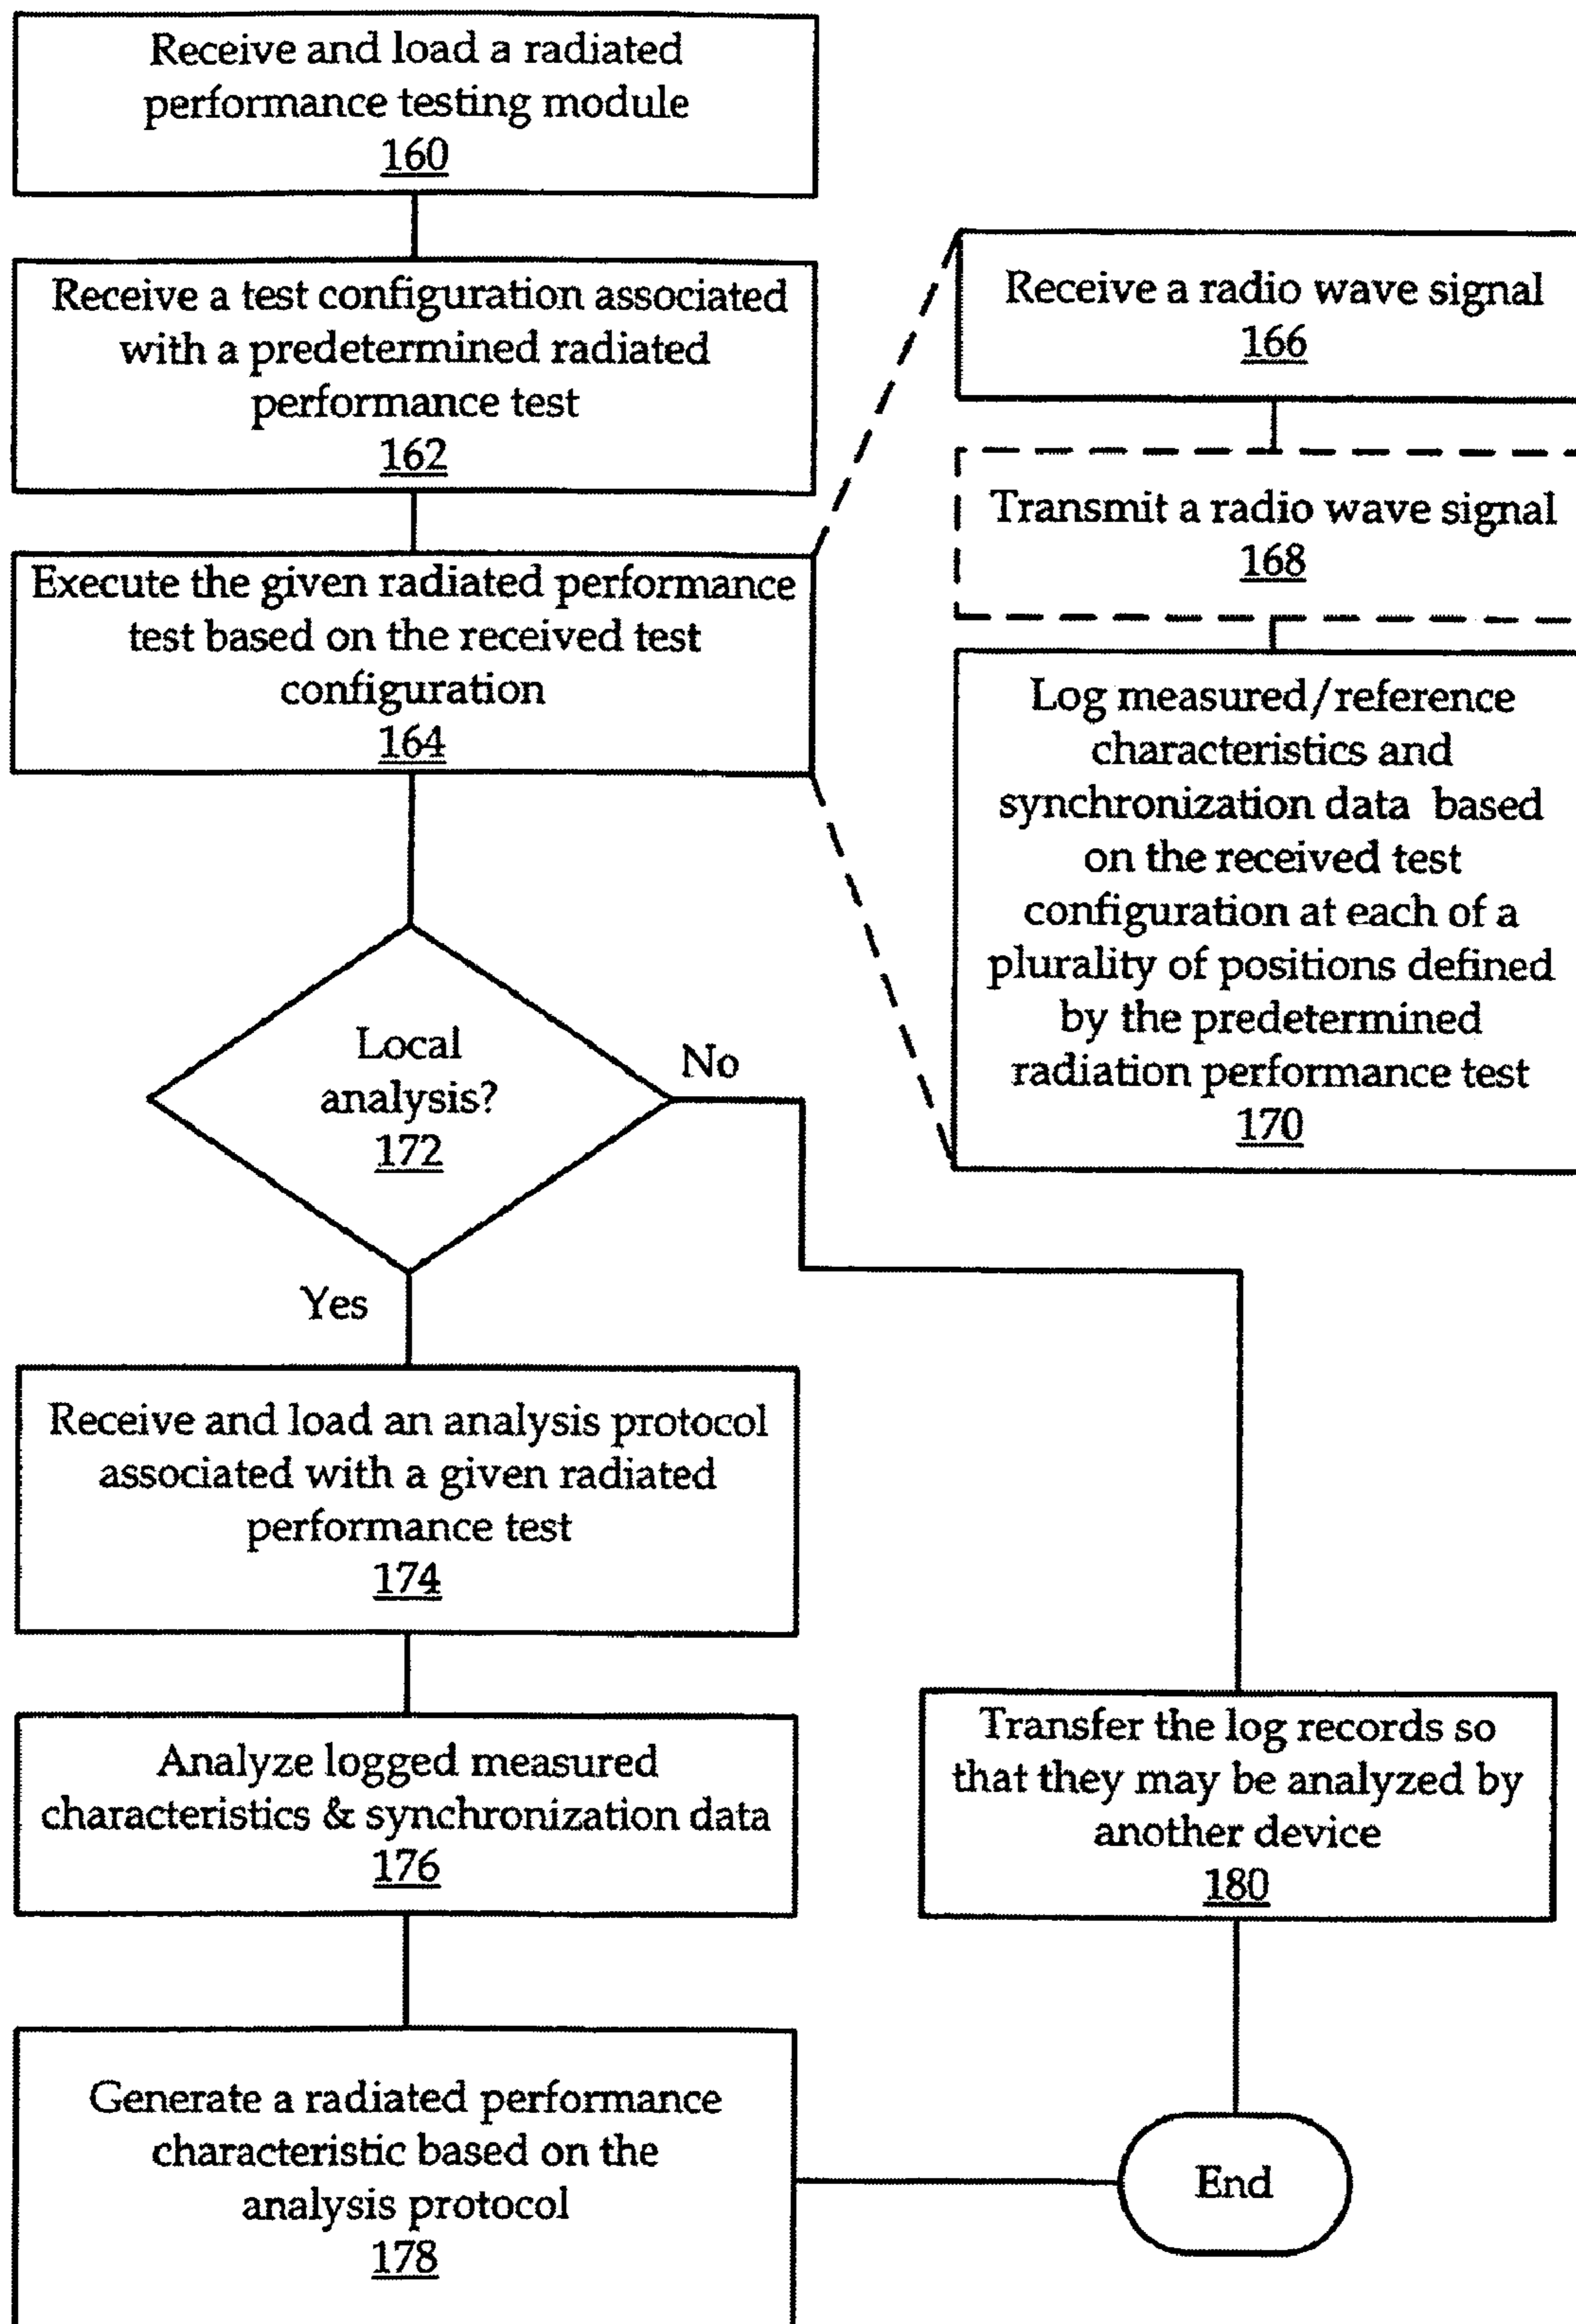 Receive and load a radiated
performance testing module
160
Receive a test configuration associated
with a predetermined radiated
performance test
162
Execute the given radiated performance
test based on the received test
configuration
164
Receive a radio wave signal
166
Transmit a radio wave signal
168
Log measured/reference
characteristics and
synchronization data based
on the received test
configuration at each of a
plurality of positions defined
by the predetermined
radiation performance test
170
Local
analysis?
172
No
Yes
Receive and load an analysis protocol
associated with a given radiated
performance test
174
Analyze logged measured
characteristics & synchronization data
176
Generate a radiated performance
characteristic based on the
analysis protocol
178
Transfer the log records so
that they may be analyzed by
another device
180
End